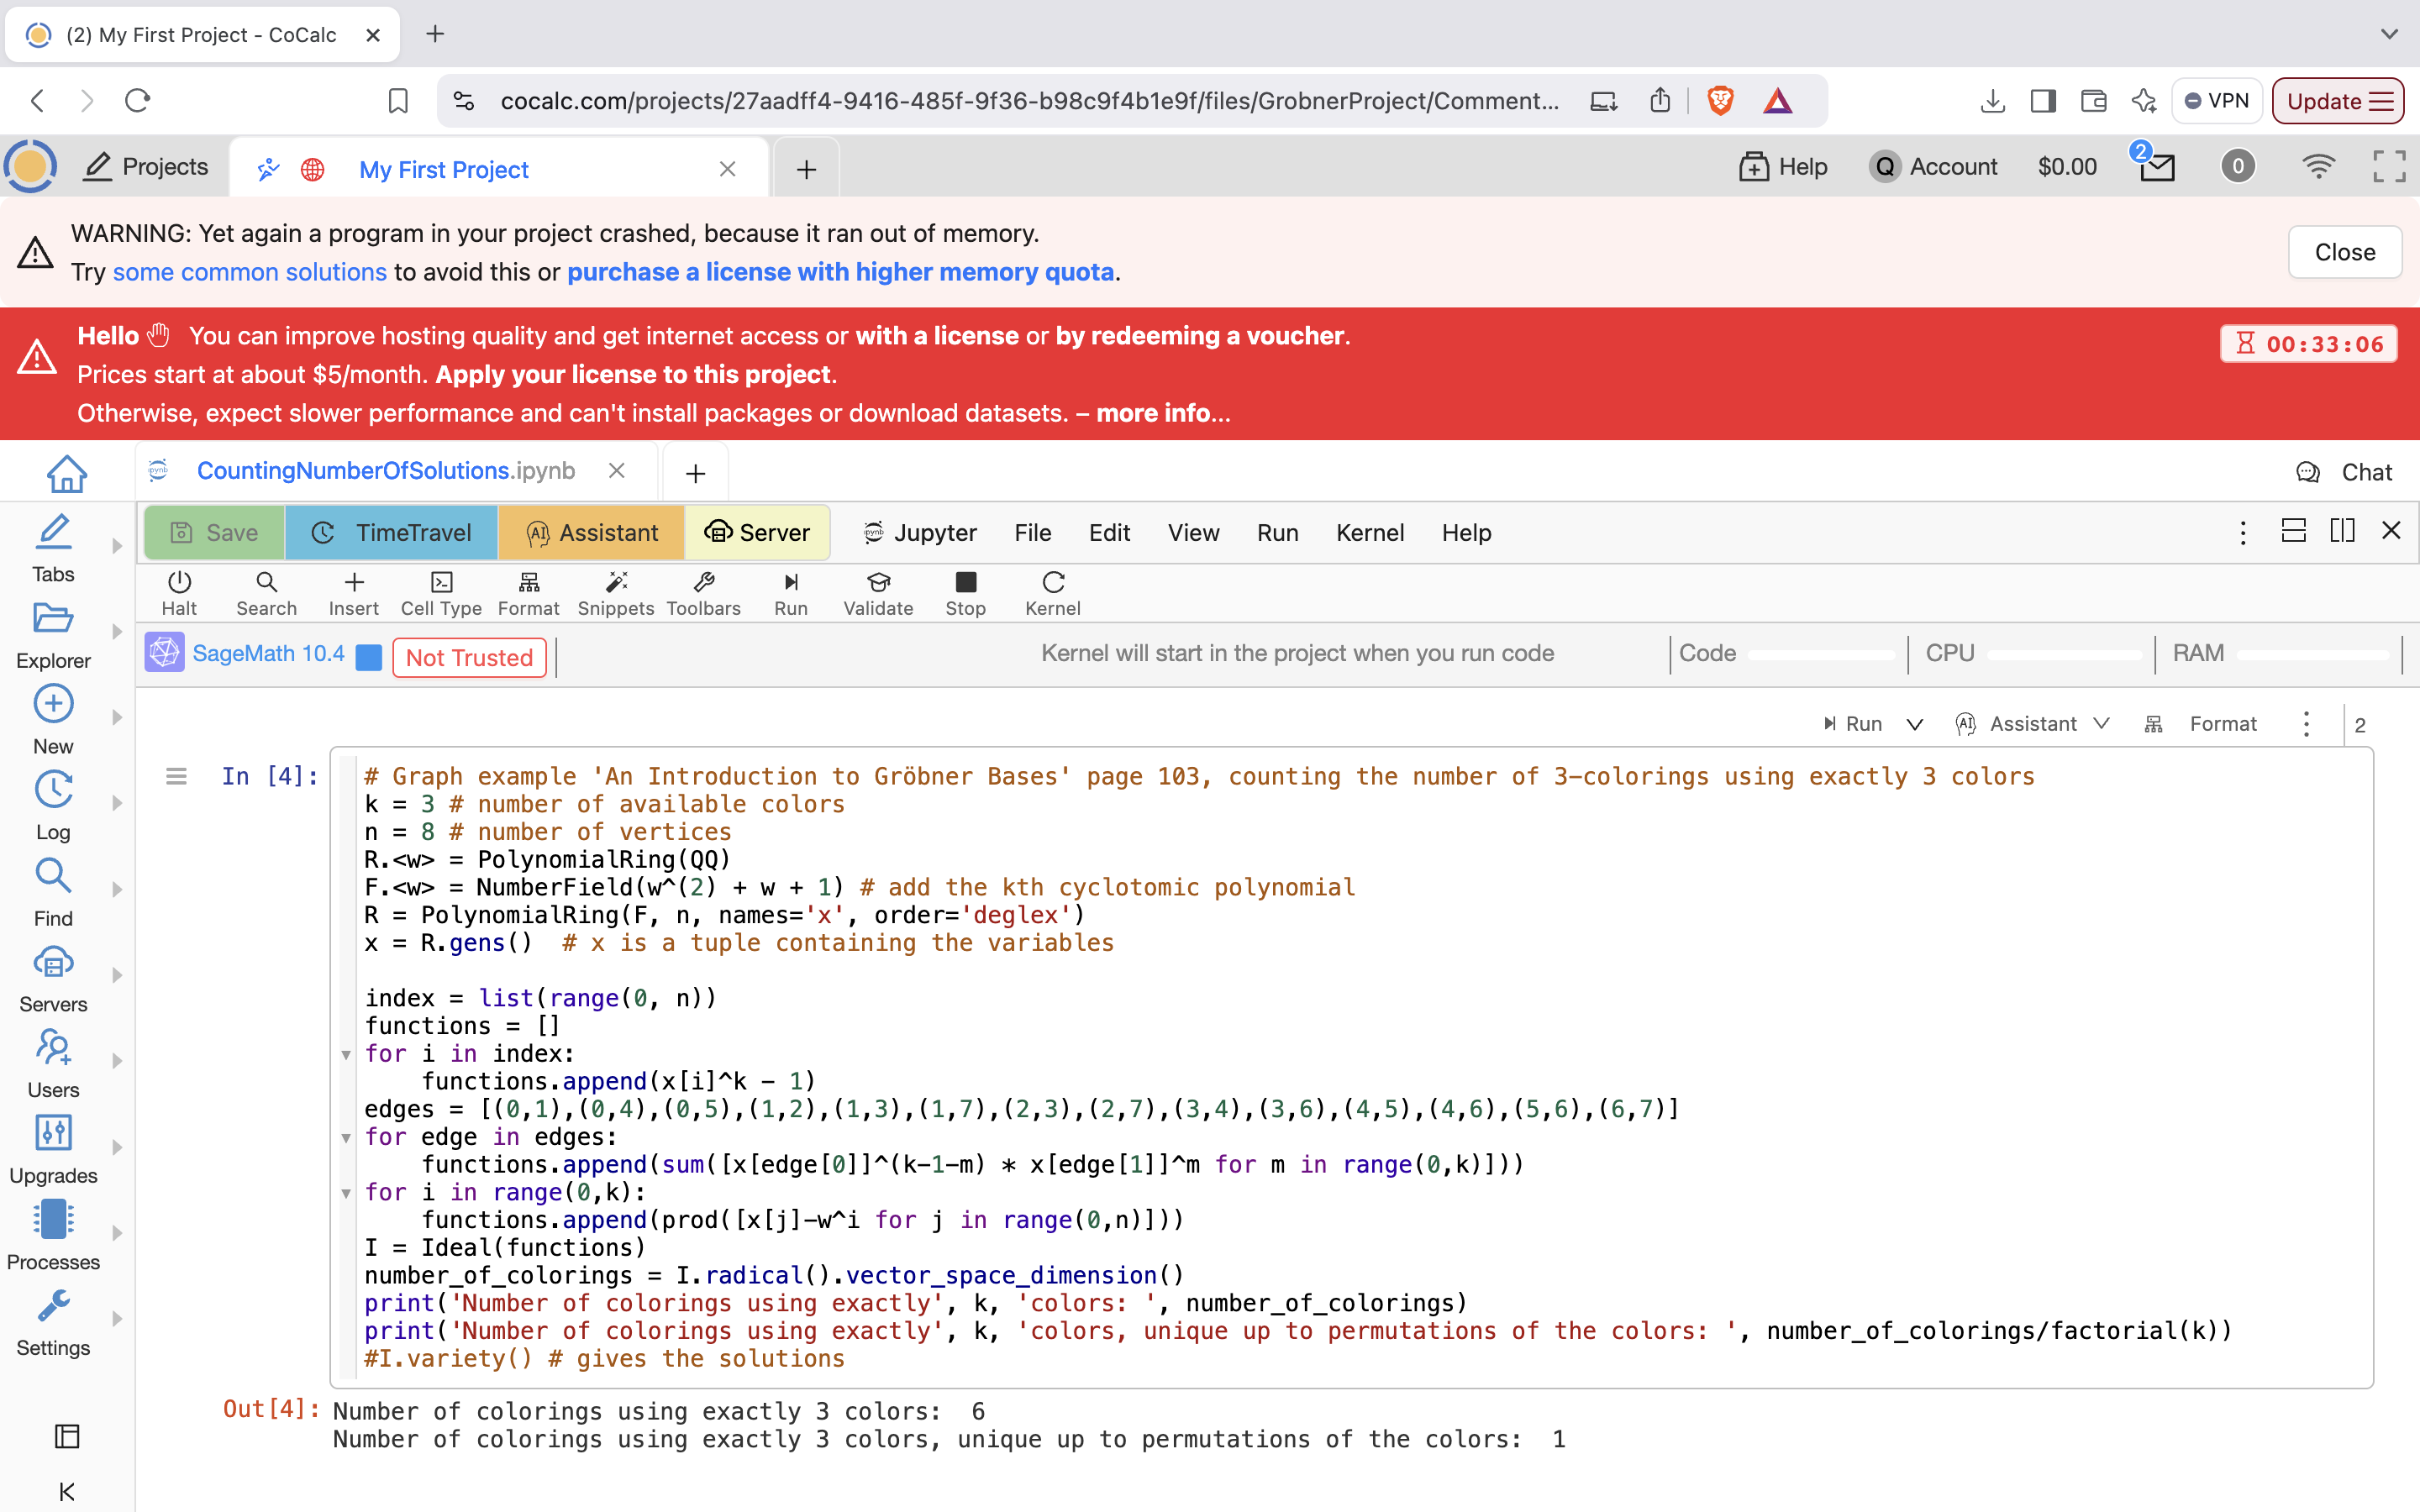 (2) My First Project - CoCalc
cocalc.com/projects/27aadff4-9416-485f-9f36-b98c9f4b1e9f/files/GrobnerProject/Comment...
VPN
Update
Projects
My First Project
Help
Q Account
$0.00
2
0
WARNING: Yet again a program in your project crashed, because it ran out of memory.
Try some common solutions to avoid this or purchase a license with higher memory quota.
Close
Hello You can improve hosting quality and get internet access or with a license or by redeeming a voucher.
Prices start at about $5/month. Apply your license to this project.
Otherwise, expect slower performance and can't install packages or download datasets. – more info...
00:33:06
CountingNumberOfSolutions.ipynb
Chat
Save TimeTravel Assistant Server Jupyter File Edit View Run Kernel Help
Halt Search Insert Cell Type Format Snippets Toolbars Run Validate Stop Kernel
SageMath 10.4 Not Trusted Kernel will start in the project when you run code Code CPU RAM
Tabs
Explorer
New
Log
Find
Servers
Users
Upgrades
Processes
Settings
Run Assistant Format 2
In [4]:
# Graph example 'An Introduction to Gröbner Bases' page 103, counting the number of 3-colorings using exactly 3 colors
k = 3 # number of available colors
n = 8 # number of vertices
R.<w> = PolynomialRing(QQ)
F.<w> = NumberField(w^(2) + w + 1) # add the kth cyclotomic polynomial
R = PolynomialRing(F, n, names='x', order='deglex')
x = R.gens()  # x is a tuple containing the variables
index = list(range(0, n))
functions = []
for i in index:
    functions.append(x[i]^k - 1)
edges = [(0,1),(0,4),(0,5),(1,2),(1,3),(1,7),(2,3),(2,7),(3,4),(3,6),(4,5),(4,6),(5,6),(6,7)]
for edge in edges:
    functions.append(sum([x[edge[0]]^(k-1-m) * x[edge[1]]^m for m in range(0,k)]))
for i in range(0,k):
    functions.append(prod([x[j]-w^i for j in range(0,n)]))
I = Ideal(functions)
number_of_colorings = I.radical().vector_space_dimension()
print('Number of colorings using exactly', k, 'colors: ', number_of_colorings)
print('Number of colorings using exactly', k, 'colors, unique up to permutations of the colors: ', number_of_colorings/factorial(k))
#I.variety() # gives the solutions
Out[4]:
Number of colorings using exactly 3 colors:  6
Number of colorings using exactly 3 colors, unique up to permutations of the colors:  1